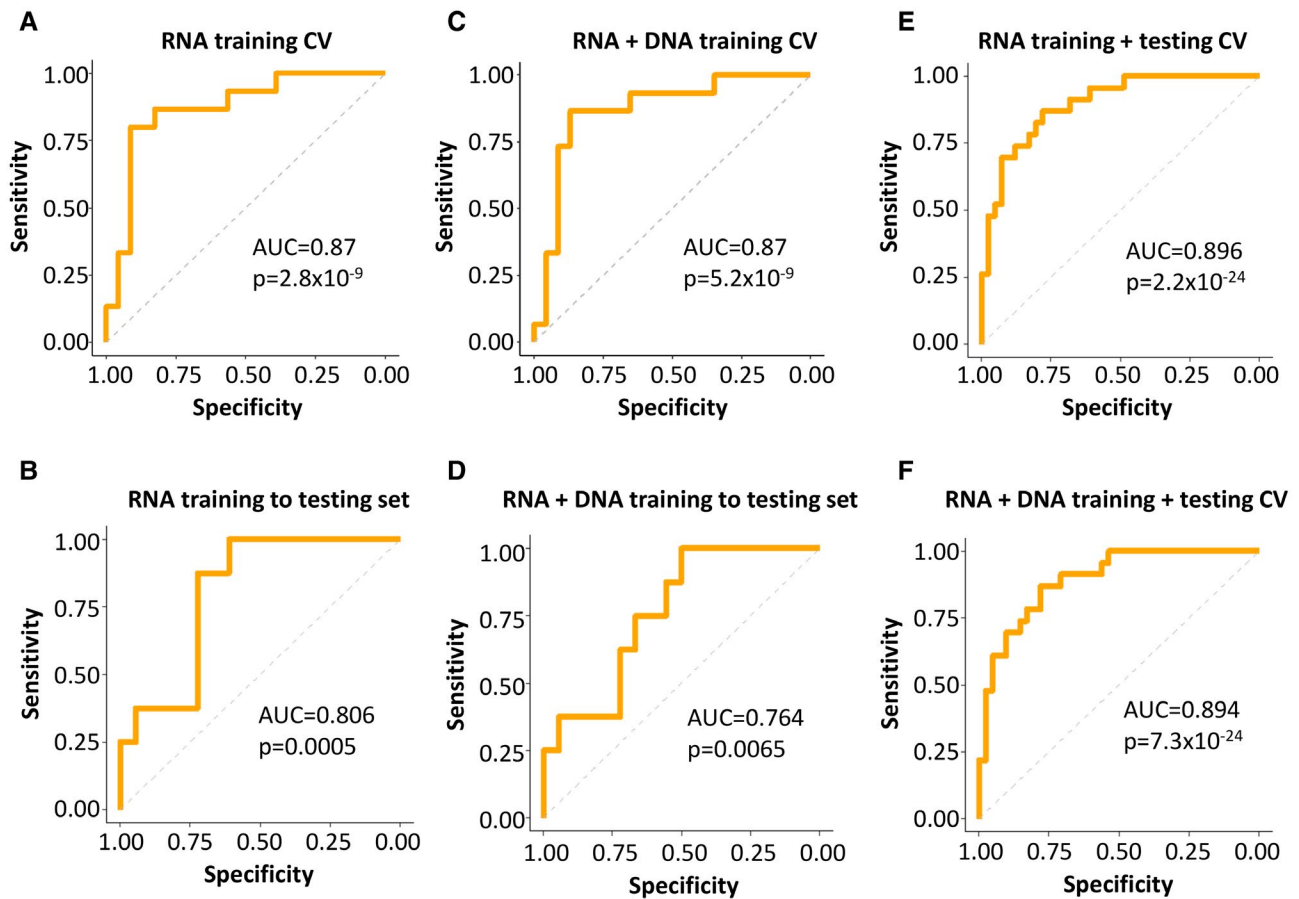 A
RNA training CV
1.00
0.75
0.50
0.25
0.00
Sensitivity
AUC=0.87
p=2.8x10-9
1.00 0.75 0.50 0.25 0.00
Specificity
C
RNA + DNA training CV
1.00
0.75
0.50
0.25
0.00
Sensitivity
AUC=0.87
p=5.2x10-9
1.00 0.75 0.50 0.25 0.00
Specificity
E
RNA training + testing CV
1.00
0.75
0.50
0.25
0.00
Sensitivity
AUC=0.896
p=2.2x10-24
1.00 0.75 0.50 0.25 0.00
Specificity
B
RNA training to testing set
1.00
0.75
0.50
0.25
0.00
Sensitivity
AUC=0.806
p=0.0005
1.00 0.75 0.50 0.25 0.00
Specificity
D
RNA + DNA training to testing set
1.00
0.75
0.50
0.25
0.00
Sensitivity
AUC=0.764
p=0.0065
1.00 0.75 0.50 0.25 0.00
Specificity
F
RNA + DNA training + testing CV
1.00
0.75
0.50
0.25
0.00
Sensitivity
AUC=0.894
p=7.3x10-24
1.00 0.75 0.50 0.25 0.00
Specificity